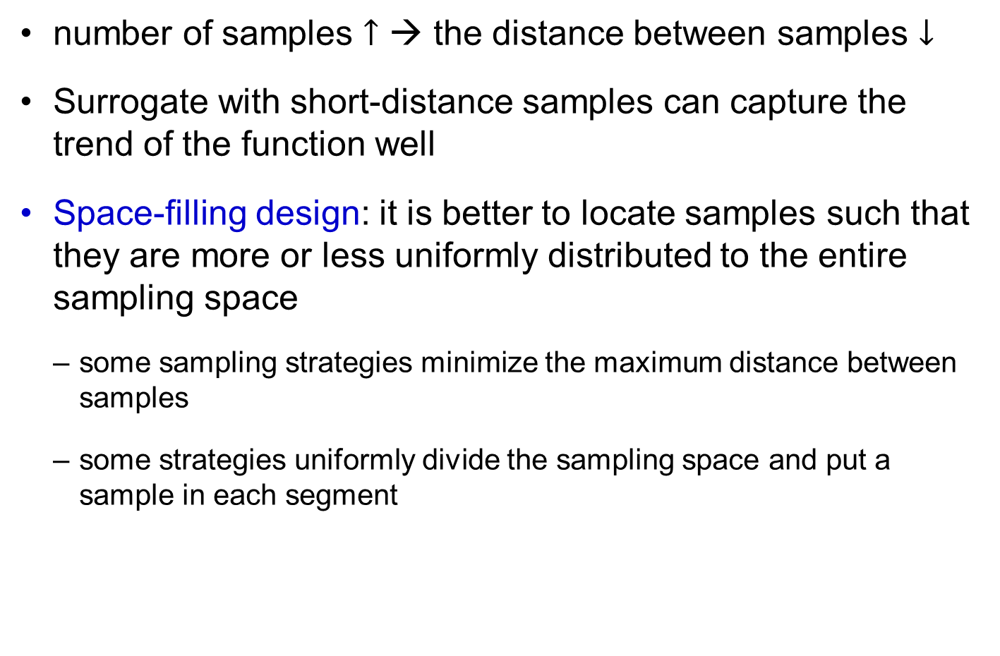 • number of samples ↑ → the distance between samples ↓
• Surrogate with short-distance samples can capture the
trend of the function well
• Space-filling design: it is better to locate samples such that
they are more or less uniformly distributed to the entire
sampling space
– some sampling strategies minimize the maximum distance between
samples
– some strategies uniformly divide the sampling space and put a
sample in each segment